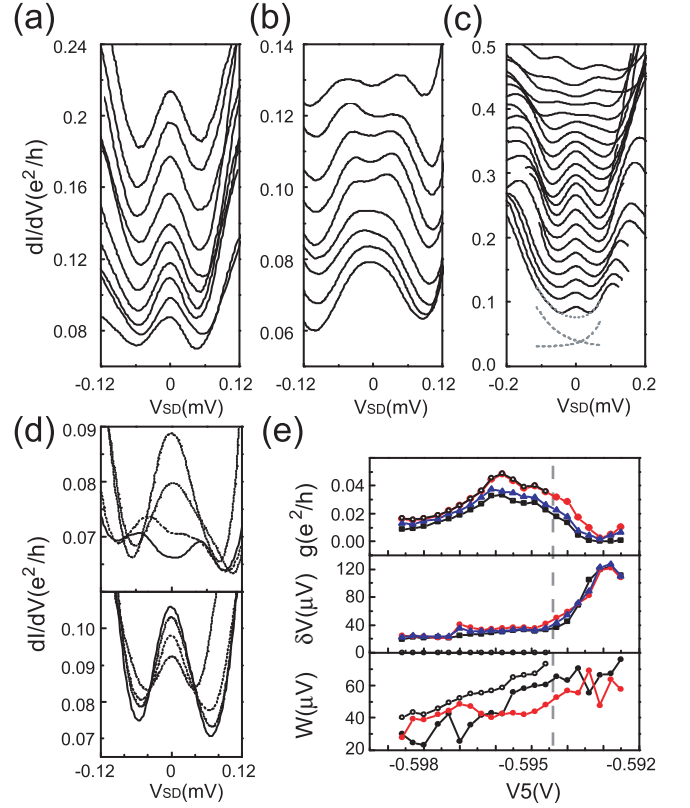 (a) (b) (c)
0.24
0.2
0.16
0.12
0.08
dI/dV(e²/h)
-0.12 0 0.12
VSD(mV)
0.14
0.12
0.10
0.08
0.06
-0.12 0 0.12
VSD(mV)
0.5
0.4
0.3
0.2
0.1
0.0
-0.2 0 0.2
VSD(mV)
(d) (e)
0.09
0.08
0.07
0.10
0.09
0.08
0.07
dI/dV(e²/h)
-0.12 0 0.12
VSD(mV)
g(e²/h)
0.04
0.02
0.00
δV(μV)
120
80
40
0
W(μV)
60
40
20
-0.598 -0.595 -0.592
V5(V)